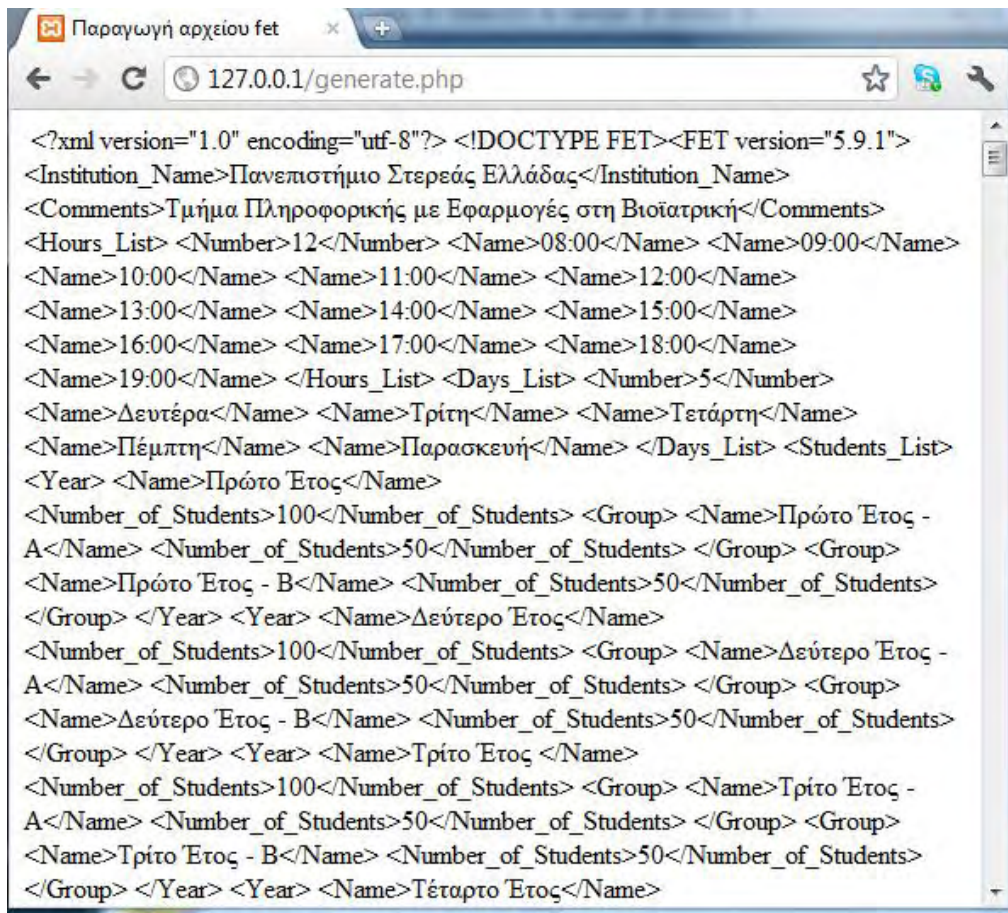 Παραγωγή αρχείου fet
127.0.0.1/generate.php
<?xml version="1.0" encoding="utf-8"?> <!DOCTYPE FET><FET version="5.9.1">
<Institution_Name>Πανεπιστήμιο Στερεάς Ελλάδας</Institution_Name>
<Comments>Τμήμα Πληροφορικής με Εφαρμογές στη Βιοϊατρική</Comments>
<Hours_List> <Number>12</Number> <Name>08:00</Name> <Name>09:00</Name>
<Name>10:00</Name> <Name>11:00</Name> <Name>12:00</Name>
<Name>13:00</Name> <Name>14:00</Name> <Name>15:00</Name>
<Name>16:00</Name> <Name>17:00</Name> <Name>18:00</Name>
<Name>19:00</Name> </Hours_List> <Days_List> <Number>5</Number>
<Name>Δευτέρα</Name> <Name>Τρίτη</Name> <Name>Τετάρτη</Name>
<Name>Πέμπτη</Name> <Name>Παρασκευή</Name> </Days_List> <Students_List>
<Year> <Name>Πρώτο Έτος</Name>
<Number_of_Students>100</Number_of_Students> <Group> <Name>Πρώτο Έτος -
Α</Name> <Number_of_Students>50</Number_of_Students> </Group> <Group>
<Name>Πρώτο Έτος - Β</Name> <Number_of_Students>50</Number_of_Students>
</Group> </Year> <Year> <Name>Δεύτερο Έτος</Name>
<Number_of_Students>100</Number_of_Students> <Group> <Name>Δεύτερο Έτος -
Α</Name> <Number_of_Students>50</Number_of_Students> </Group> <Group>
<Name>Δεύτερο Έτος - Β</Name> <Number_of_Students>50</Number_of_Students>
</Group> </Year> <Year> <Name>Τρίτο Έτος </Name>
<Number_of_Students>100</Number_of_Students> <Group> <Name>Τρίτο Έτος -
Α</Name> <Number_of_Students>50</Number_of_Students> </Group> <Group>
<Name>Τρίτο Έτος - Β</Name> <Number_of_Students>50</Number_of_Students>
</Group> </Year> <Year> <Name>Τέταρτο Έτος</Name>